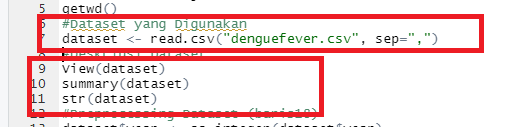 5 getwd()
6 #Dataset yang Digunakan
7 dataset <- read.csv("denguefever.csv", sep=",")
9 View(dataset)
10 summary(dataset)
11 str(dataset)